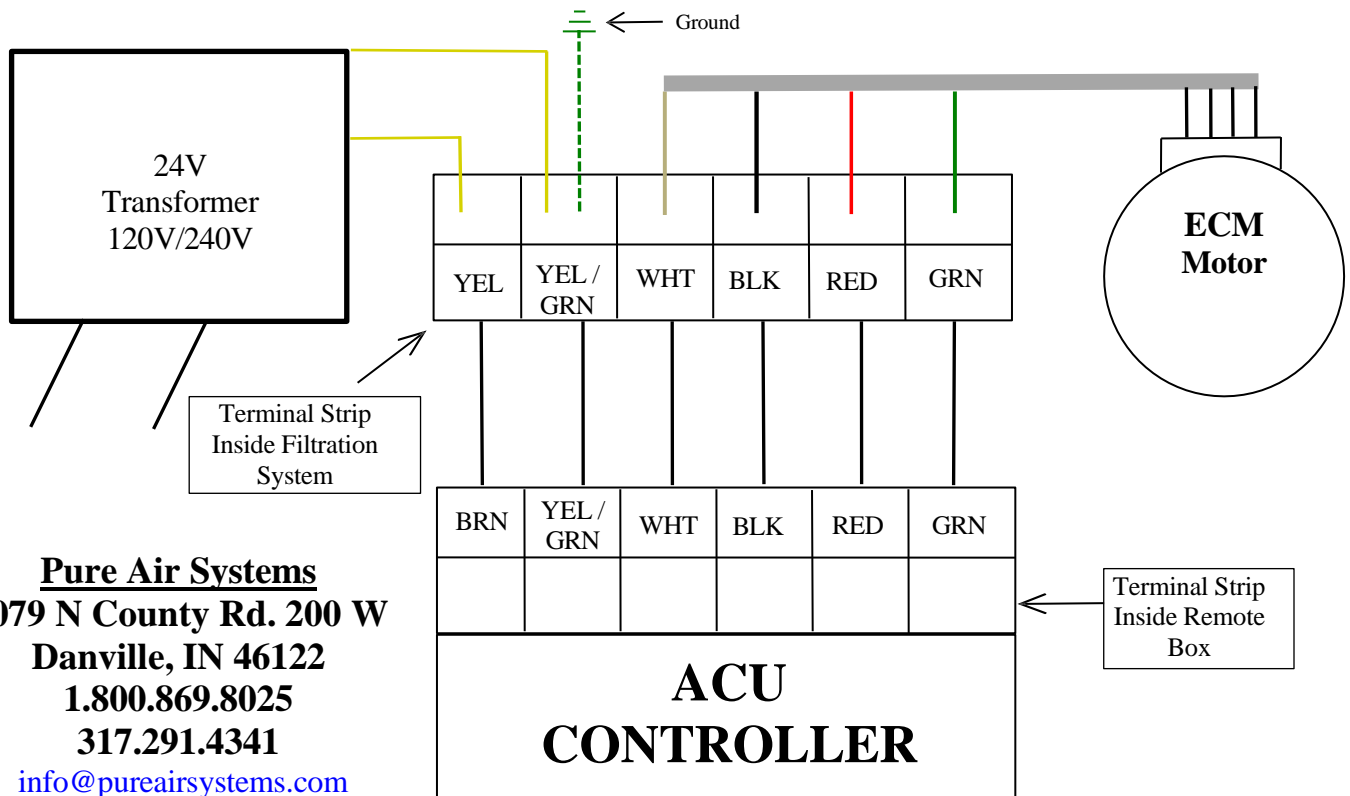 Ground
24V
Transformer
120V/240V
ECM
Motor
YEL
YEL /
GRN
WHT
BLK
RED
GRN
Terminal Strip
Inside Filtration
System
BRN
YEL /
GRN
WHT
BLK
RED
GRN
Terminal Strip
Inside Remote
Box
ACU
CONTROLLER
Pure Air Systems
079 N County Rd. 200 W
Danville, IN 46122
1.800.869.8025
317.291.4341
info@pureairsystems.com